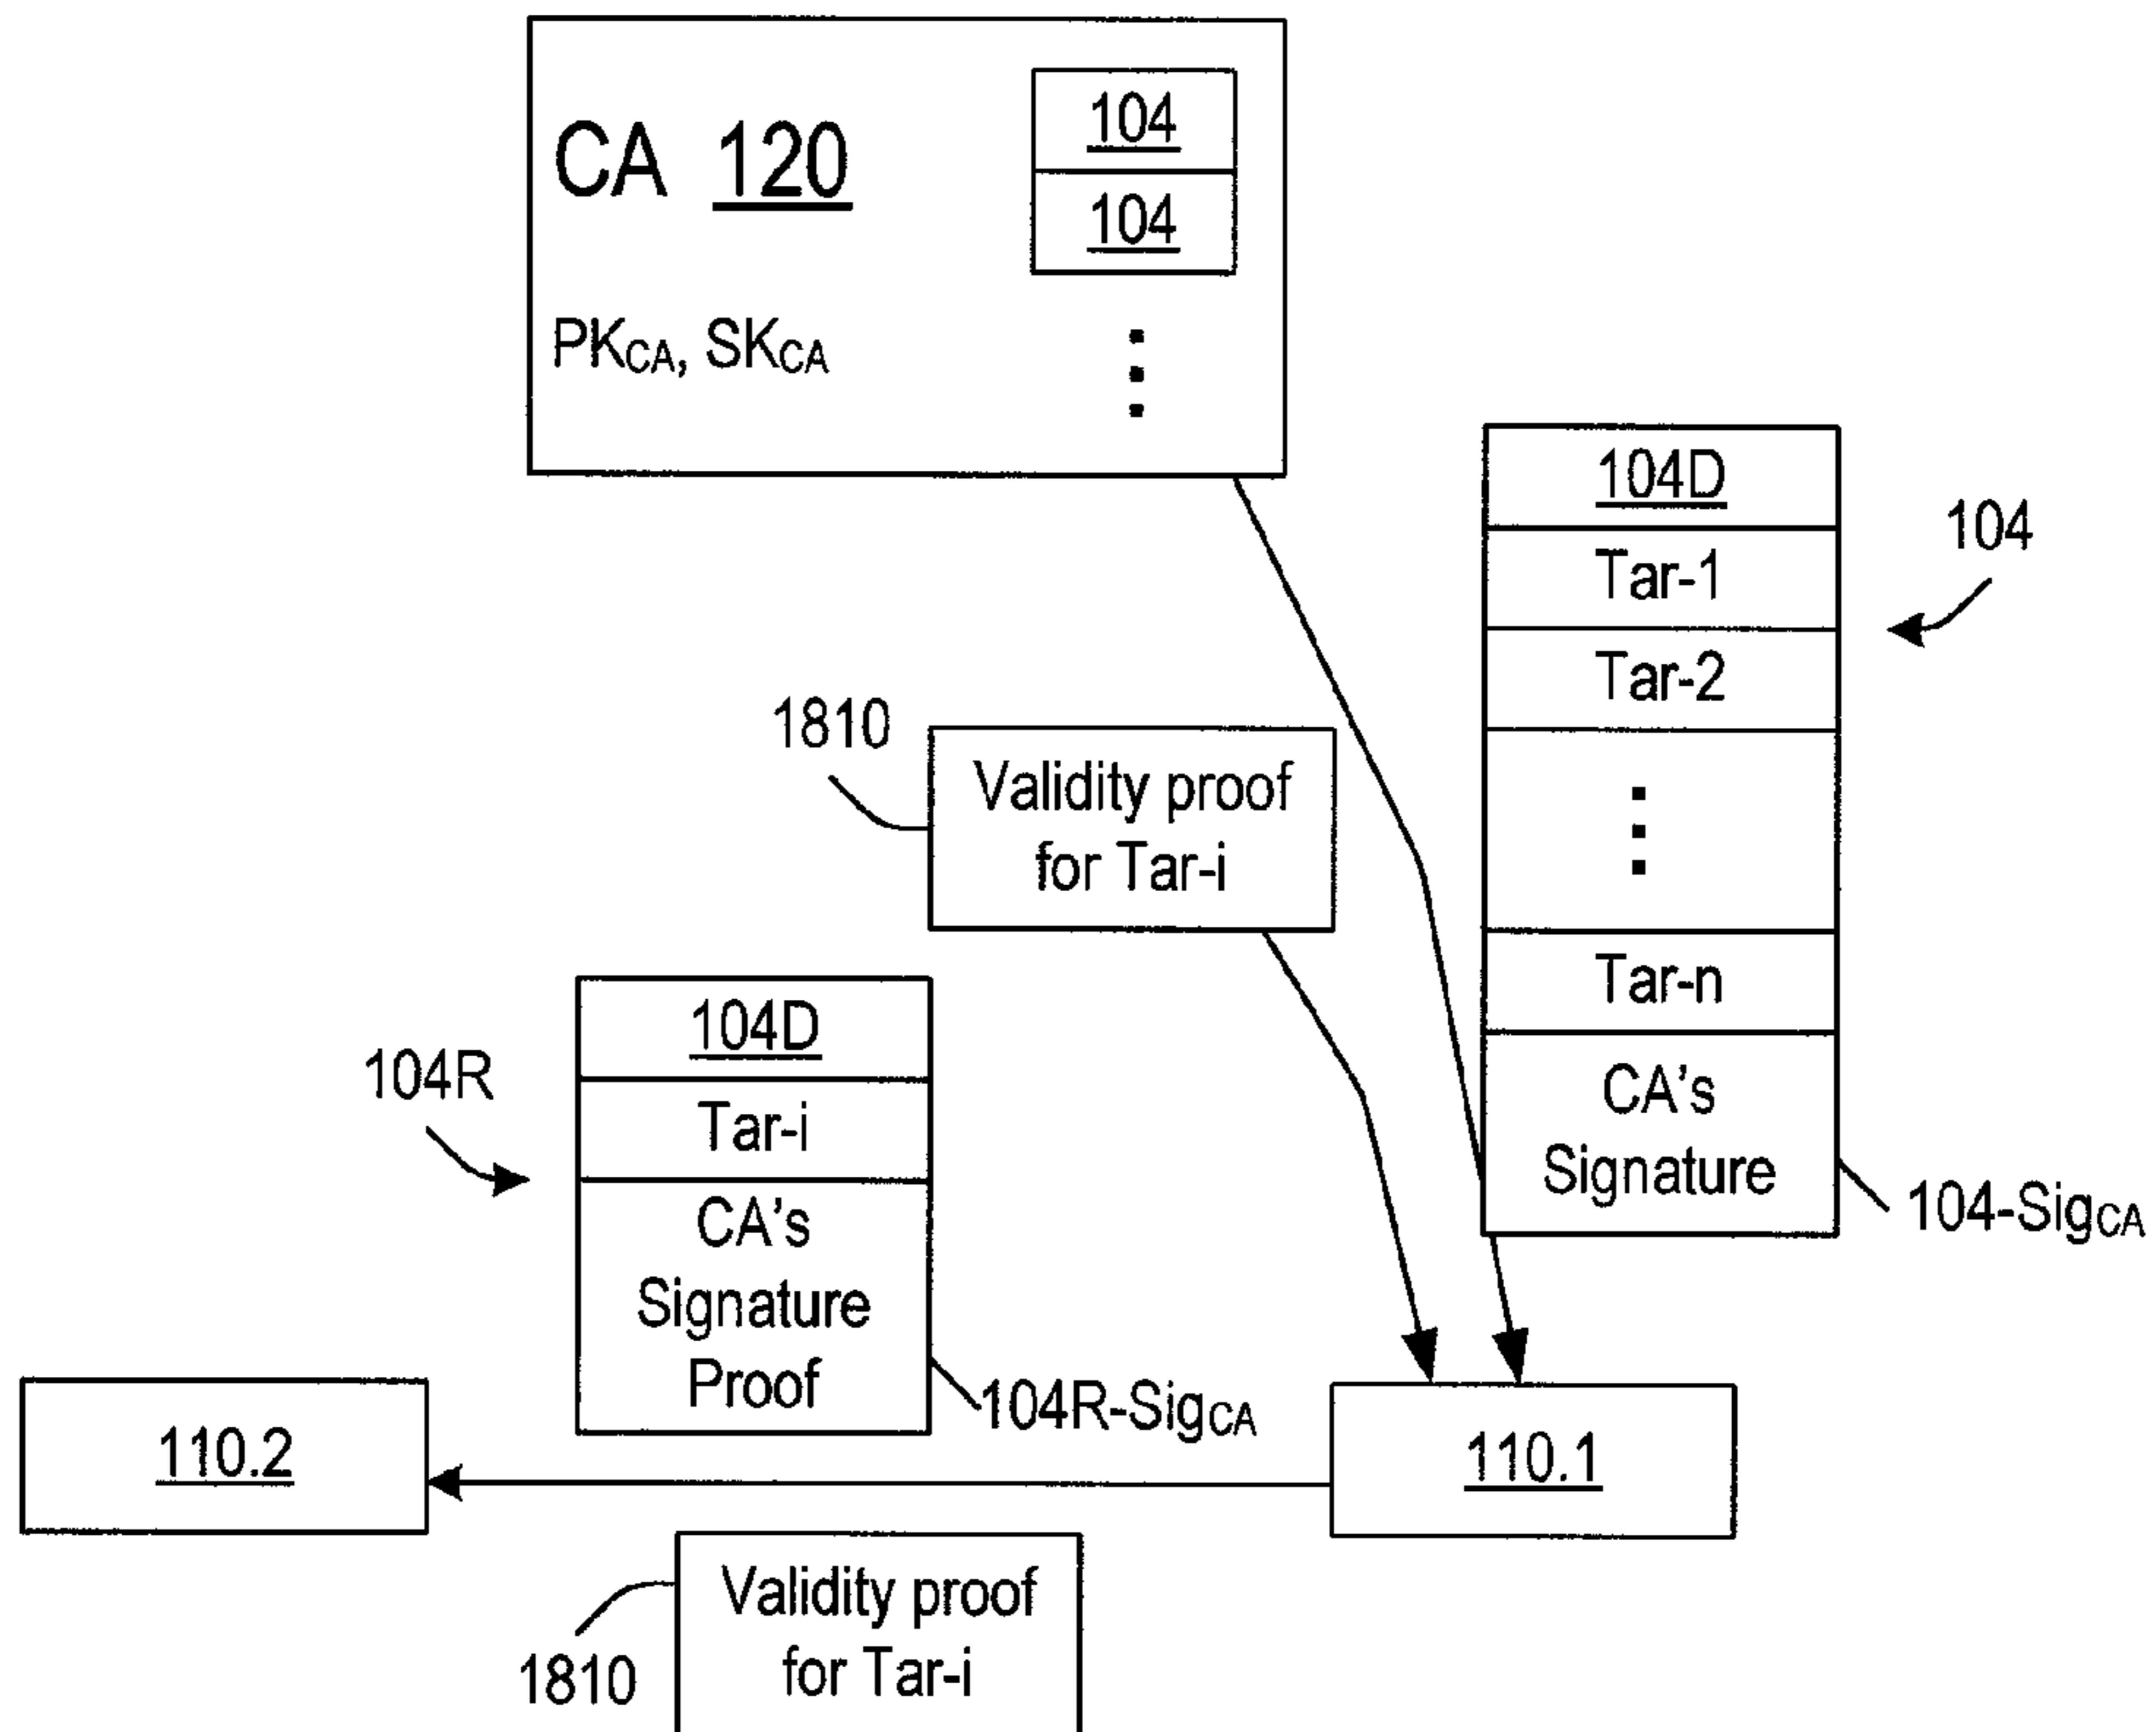 CA 120
104
104
PKCA, SKCA
104D
Tar-1
Tar-2
Tar-n
CA's
Signature
104
104-SigCA
1810
Validity proof
for Tar-i
104R
104D
Tar-i
CA's
Signature
Proof
104R-SigCA
110.2
110.1
1810
Validity proof
for Tar-i